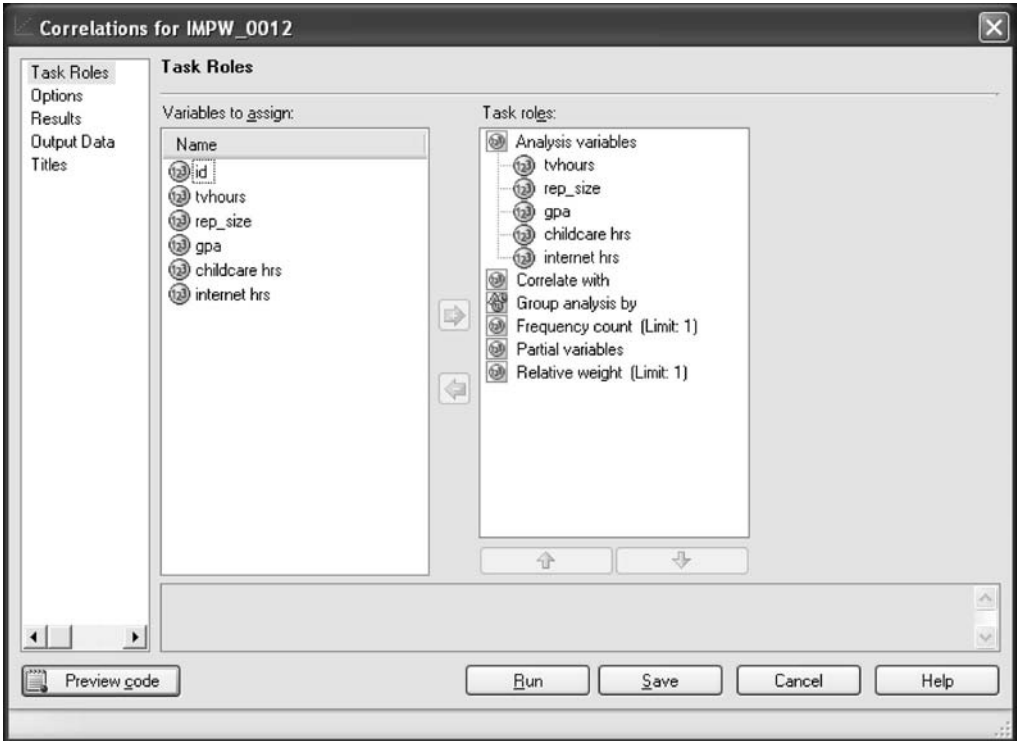 Correlations for IMPW_0012
Task Roles
Options
Results
Output Data
Titles
Task Roles
Variables to assign:
Name
id
tvhours
rep_size
gpa
childcare hrs
internet hrs
Task roles:
Analysis variables
tvhours
rep_size
gpa
childcare hrs
internet hrs
Correlate with
Group analysis by
Frequency count (Limit: 1)
Partial variables
Relative weight (Limit: 1)
Preview code
Run
Save
Cancel
Help